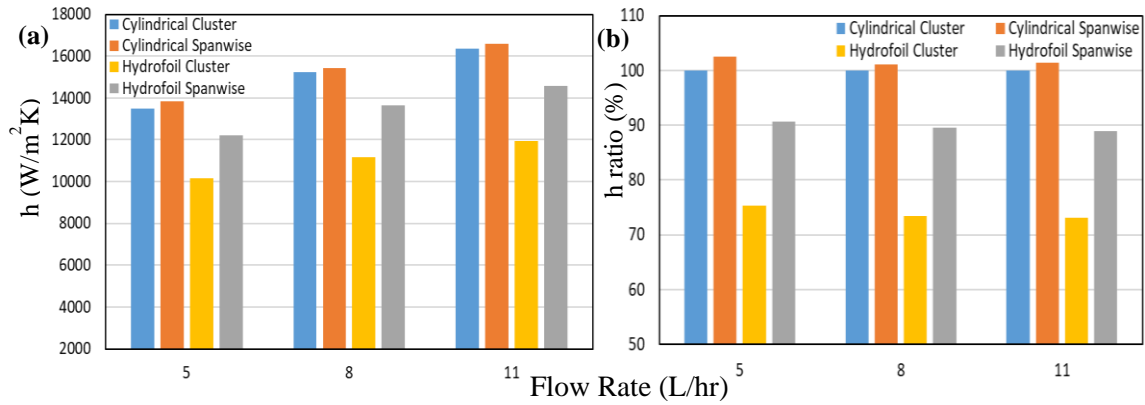 (a)
Cylindrical Cluster
Cylindrical Spanwise
Hydrofoil Cluster
Hydrofoil Spanwise
h (W/m²K)
18000
16000
14000
12000
10000
8000
6000
4000
2000
5 8 11
(b)
Cylindrical Cluster Cylindrical Spanwise
Hydrofoil Cluster Hydrofoil Spanwise
h ratio (%)
110
100
90
80
70
60
50
5 8 11
Flow Rate (L/hr)